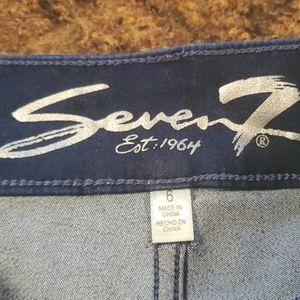 Seven7®
Est. 1964
6
MADE IN
CHINA
HECHO EN
CHINA